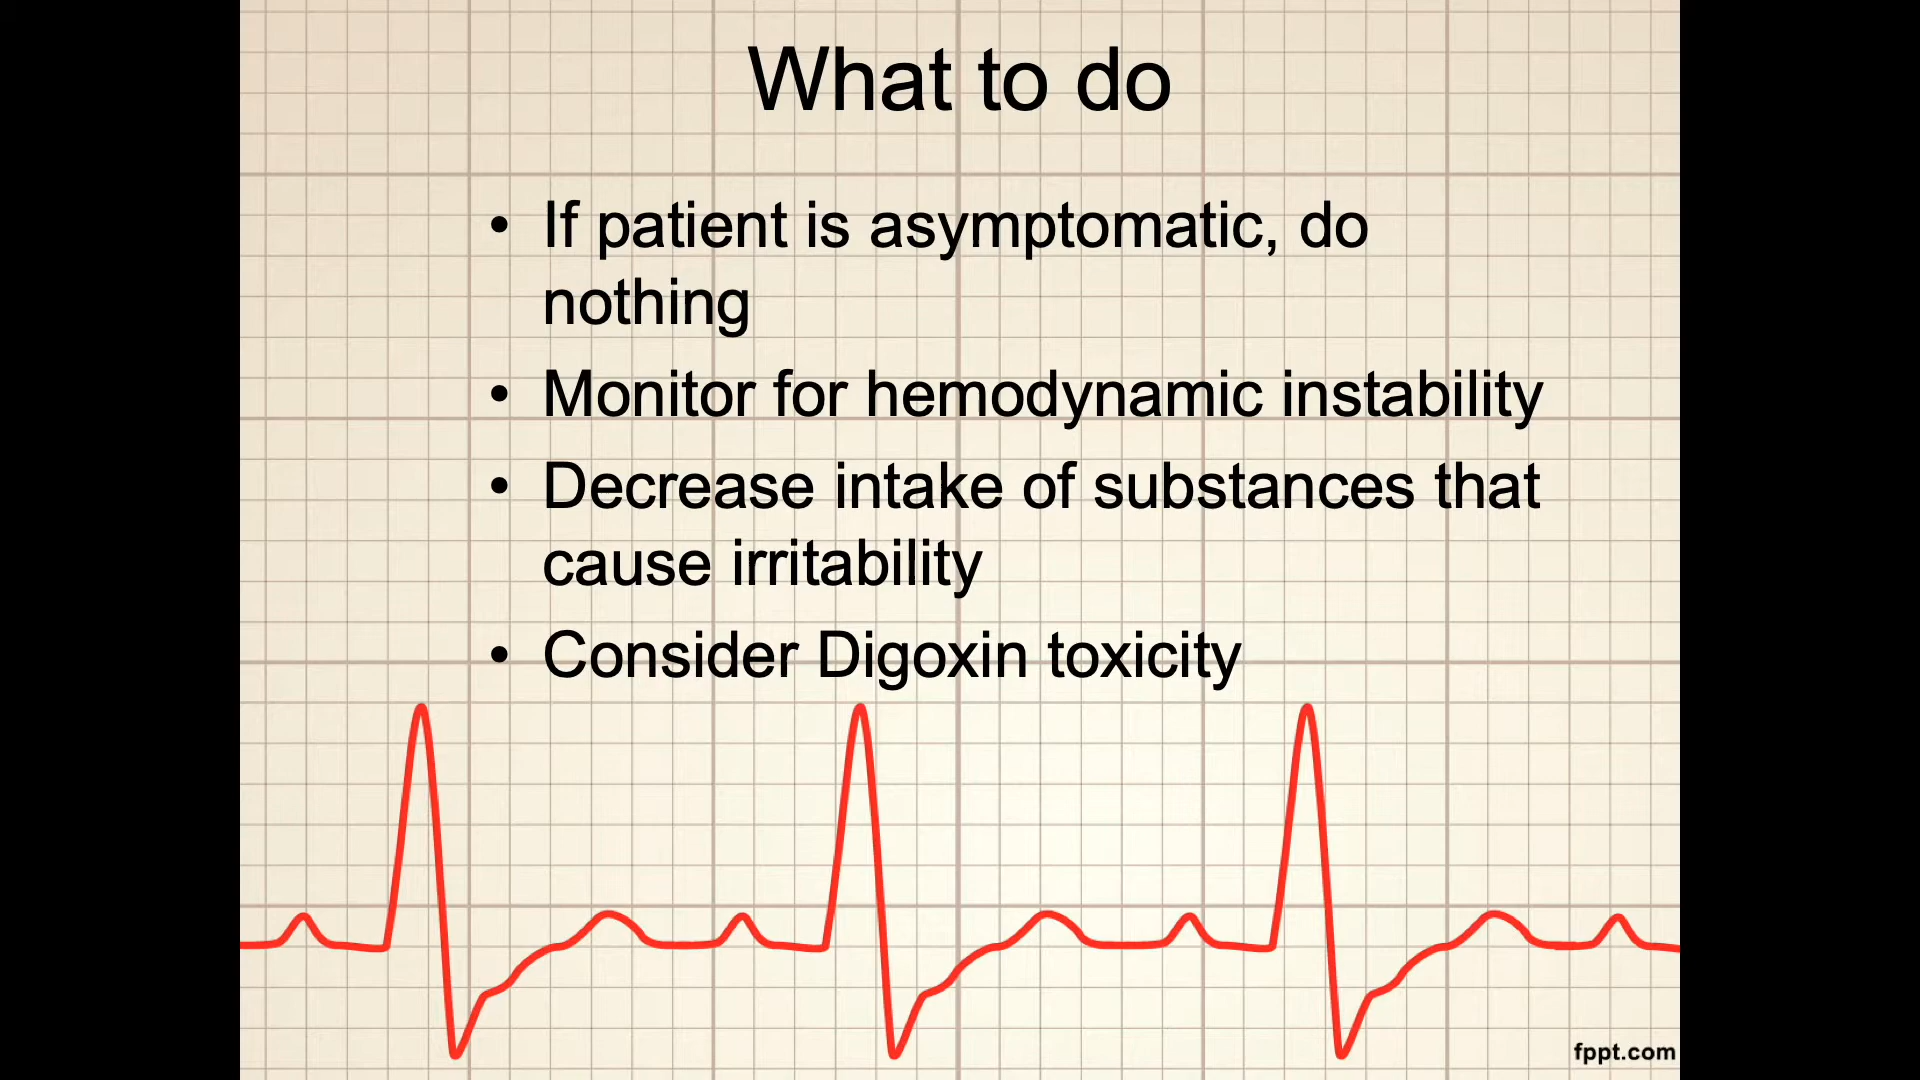 What to do
• If patient is asymptomatic, do
nothing
• Monitor for hemodynamic instability
• Decrease intake of substances that
cause irritability
• Consider Digoxin toxicity
fppt.com